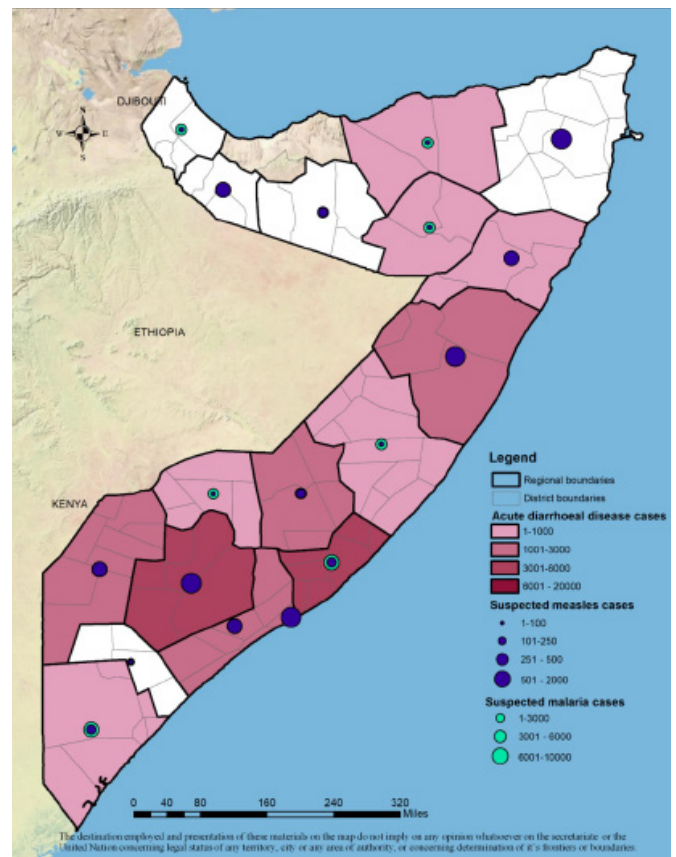 DJIBOUTI
N
W E
S
ETHIOPIA
KENYA
Legend
Regional boundaries
District boundaries
Acute diarrhoeal disease cases
1-1000
1001-3000
3001-6000
6001 - 20000
Suspected measles cases
1-100
101-250
251 - 500
501 - 2000
Suspected malaria cases
1-3000
3001 - 6000
6001-10000
0 20 40 80 160 240 320
Miles
The destination employed and presentation of these materials on the map do not imply on any opinion whatsoever on the secretariate or the
United Nation concerning legal status of any territory, city or any area of authority, or concerning determination of it's frontiers or boundaries.